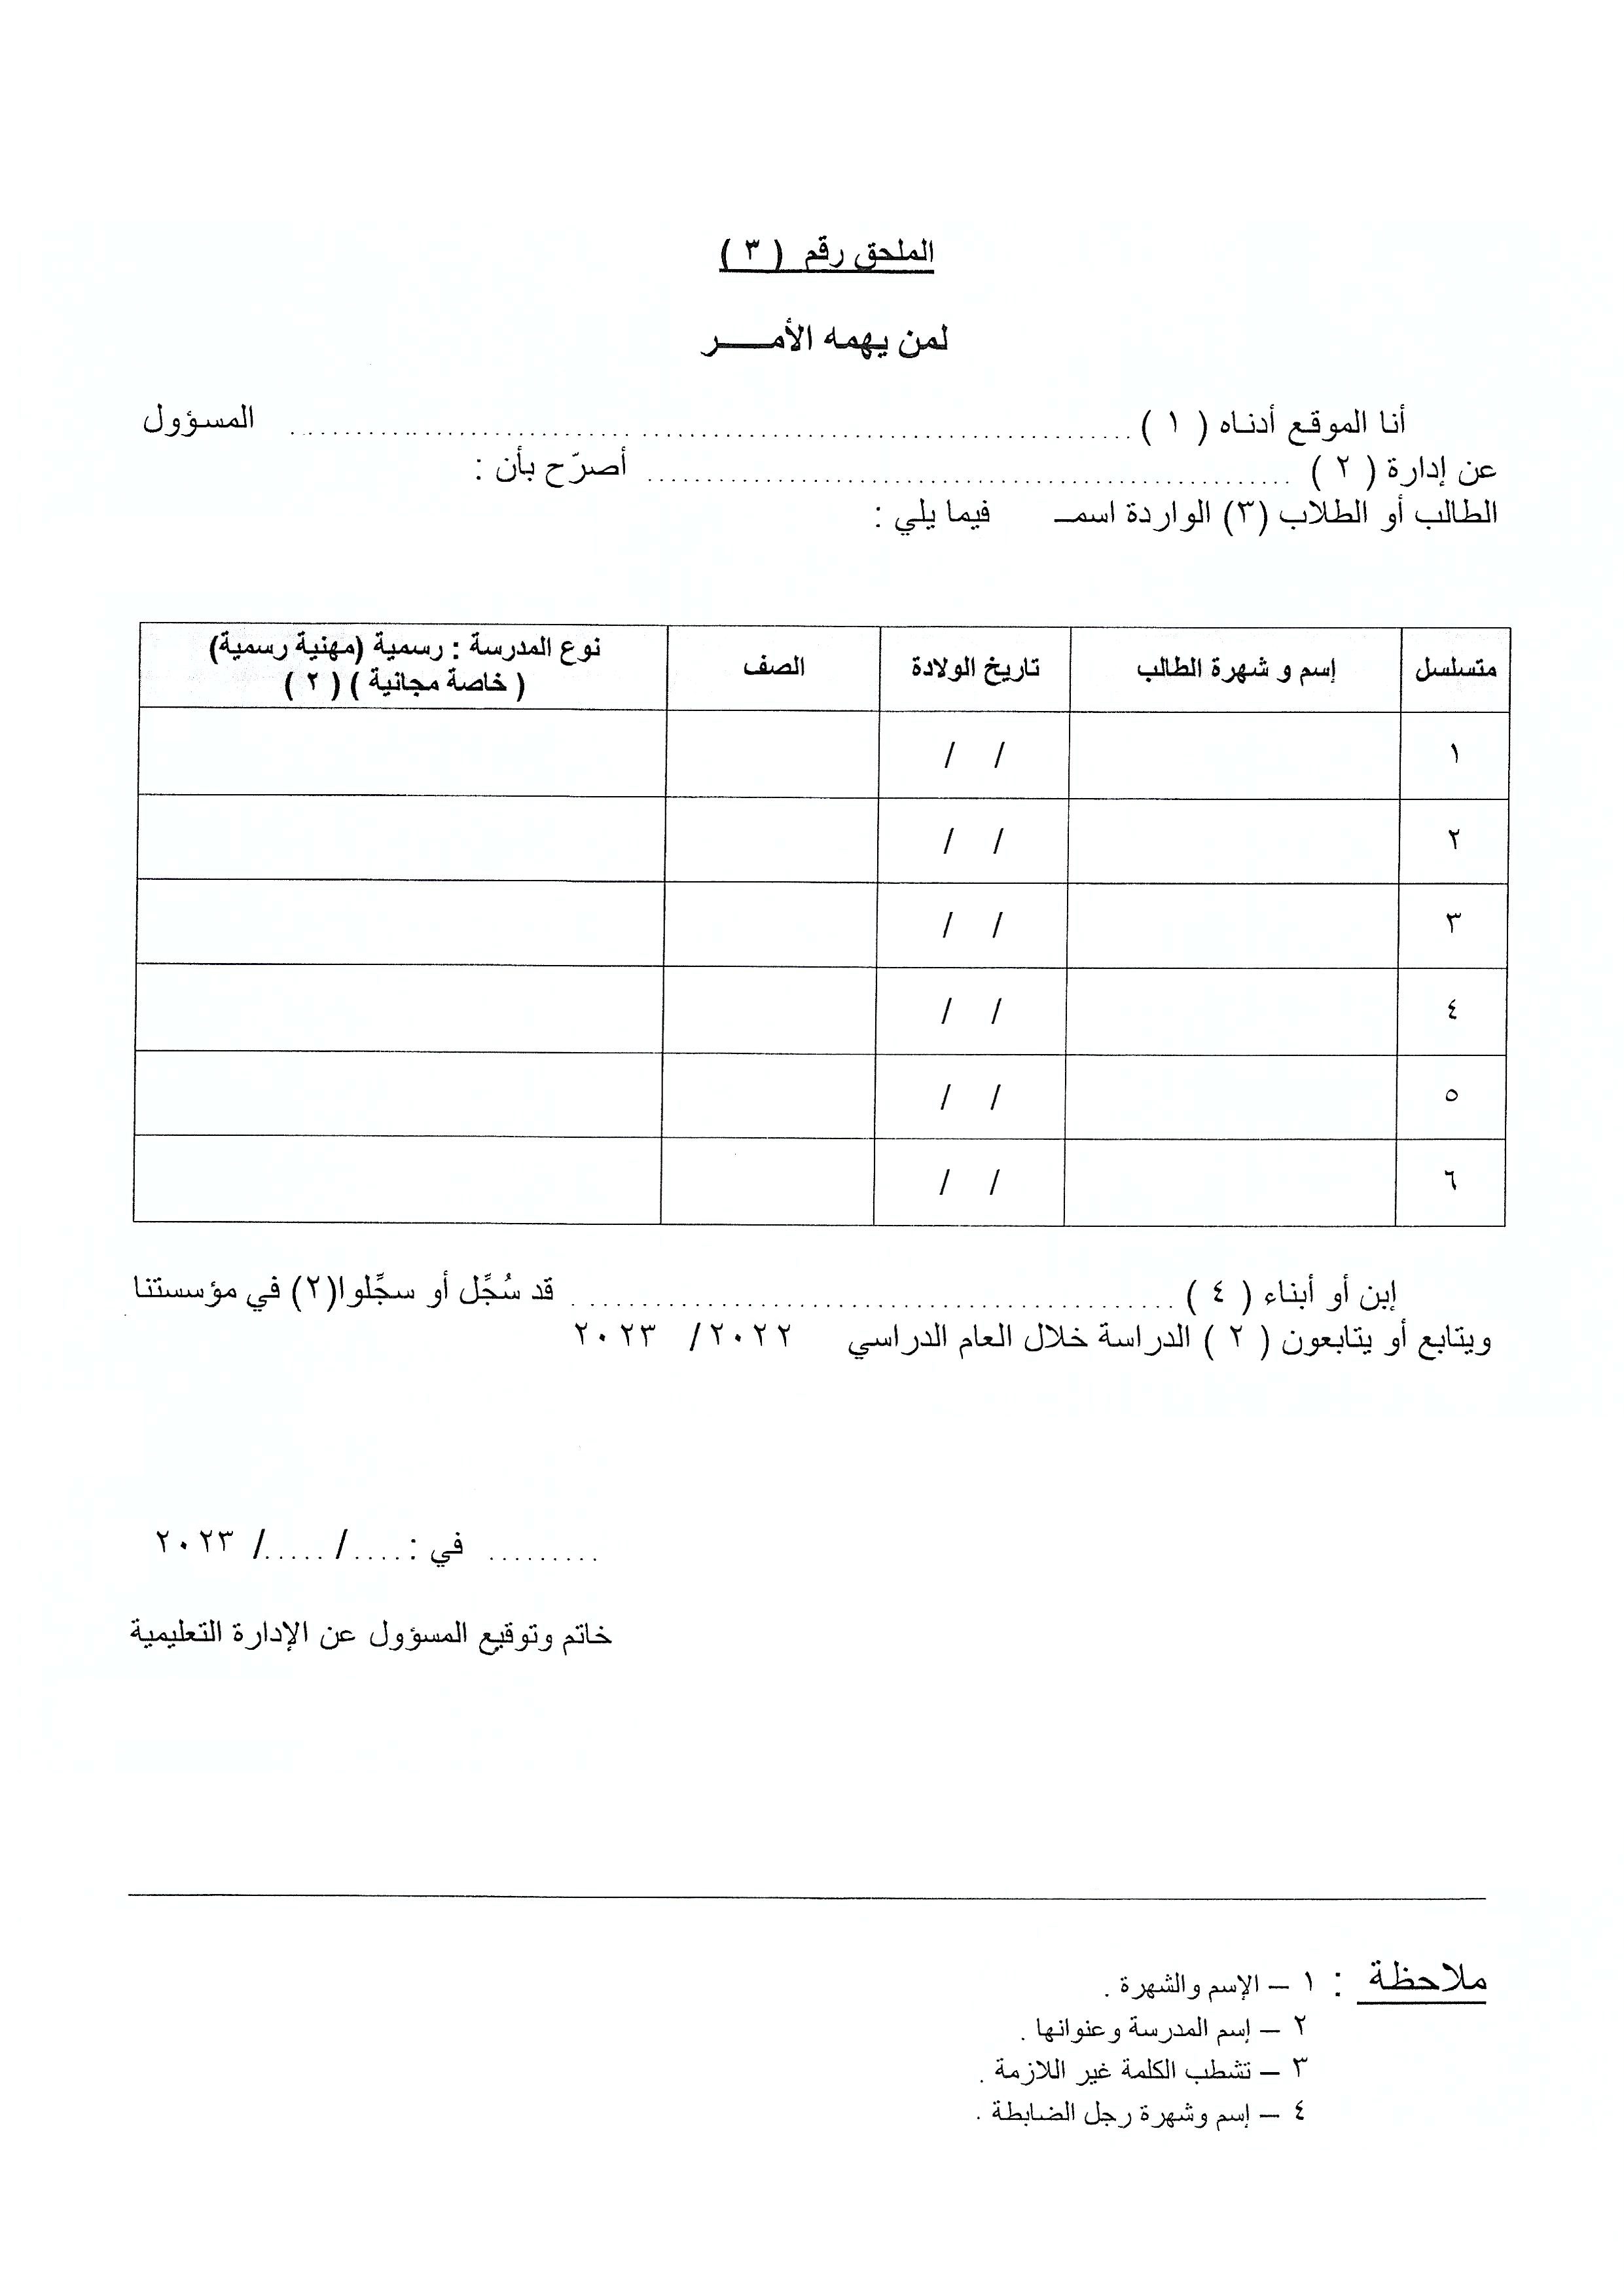 الملحق رقم ( ٣ )
لمن يهمه الأمـــــر
أنا الموقع أدناه ( ١ ) ........................................................................ المسؤول
عن إدارة ( ٢ ) ........................................................ أصرّح بأن :
الطالب أو الطلاب (٣) الواردة اسمـ فيما يلي :
متسلسل إسم و شهرة الطالب تاريخ الولادة الصف نوع المدرسة : رسمية (مهنية رسمية)
( خاصة مجانية ) ( ٢ )
١ / /
٢ / /
٣ / /
٤ / /
٥ / /
٦ / /
إبن أو أبناء ( ٤ ) .................................................... قد سُجِّل أو سجِّلوا(٢) في مؤسستنا
ويتابع أو يتابعون ( ٢ ) الدراسة خلال العام الدراسي ٢٠٢٢/ ٢٠٢٣
......... في :..../...../ ٢٠٢٣
خاتم وتوقيع المسؤول عن الإدارة التعليمية
ملاحظة : ١ – الإسم والشهرة .
٢ – إسم المدرسة وعنوانها .
٣ – تشطب الكلمة غير اللازمة .
٤ – إسم وشهرة رجل الضابطة .